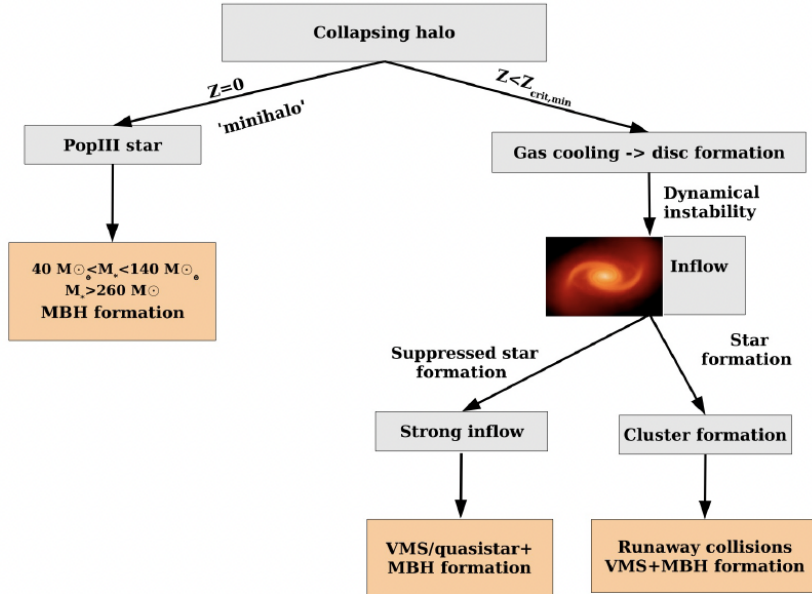 Collapsing halo
Z=0
'minihalo'
Z<Z_crit,min
PopIII star
Gas cooling -> disc formation
Dynamical
instability
40 M☉<M*<140 M☉
M*>260 M☉
MBH formation
Inflow
Suppressed star
formation
Star
formation
Strong inflow
Cluster formation
VMS/quasistar+
MBH formation
Runaway collisions
VMS+MBH formation